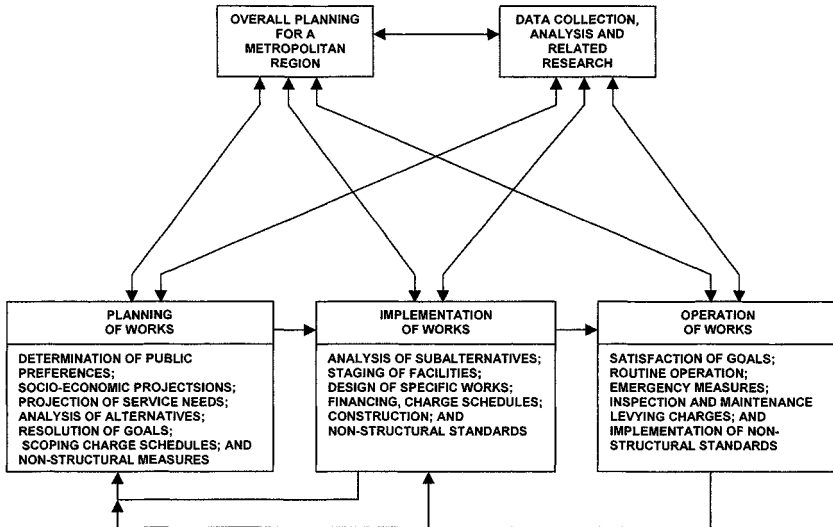 OVERALL PLANNING
FOR A
METROPOLITAN
REGION
DATA COLLECTION,
ANALYSIS AND
RELATED
RESEARCH
PLANNING
OF WORKS
DETERMINATION OF PUBLIC
PREFERENCES;
SOCIO-ECONOMIC PROJECTSIONS;
PROJECTION OF SERVICE NEEDS;
ANALYSIS OF ALTERNATIVES;
RESOLUTION OF GOALS;
SCOPING CHARGE SCHEDULES; AND
NON-STRUCTURAL MEASURES
IMPLEMENTATION
OF WORKS
ANALYSIS OF SUBALTERNATIVES;
STAGING OF FACILITIES;
DESIGN OF SPECIFIC WORKS;
FINANCING, CHARGE SCHEDULES;
CONSTRUCTION; AND
NON-STRUCTURAL STANDARDS
OPERATION
OF WORKS
SATISFACTION OF GOALS;
ROUTINE OPERATION;
EMERGENCY MEASURES;
INSPECTION AND MAINTENANCE
LEVYING CHARGES; AND
IMPLEMENTATION OF NON-
STRUCTURAL STANDARDS